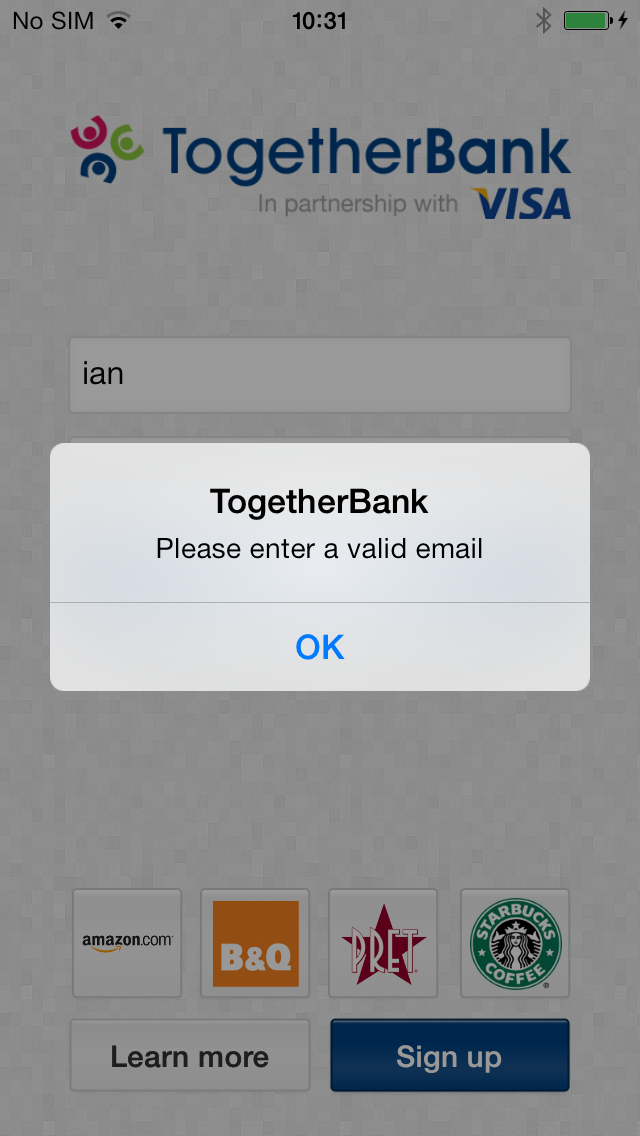 No SIM 10:31
TogetherBank
In partnership with VISA
ian
TogetherBank
Please enter a valid email
OK
amazon.com B&Q PRET STARBUCKS COFFEE
Learn more Sign up